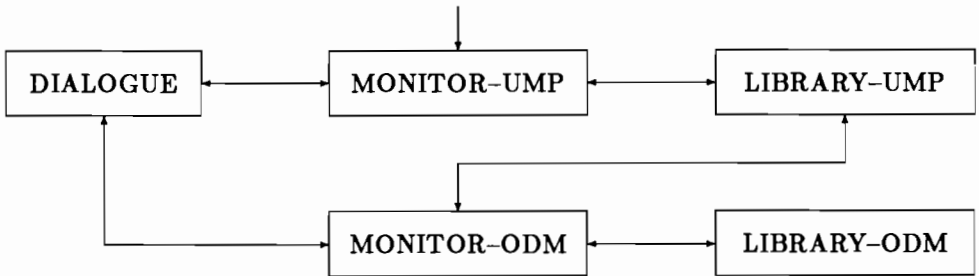 DIALOGUE
MONITOR–UMP
LIBRARY–UMP
MONITOR–ODM
LIBRARY–ODM